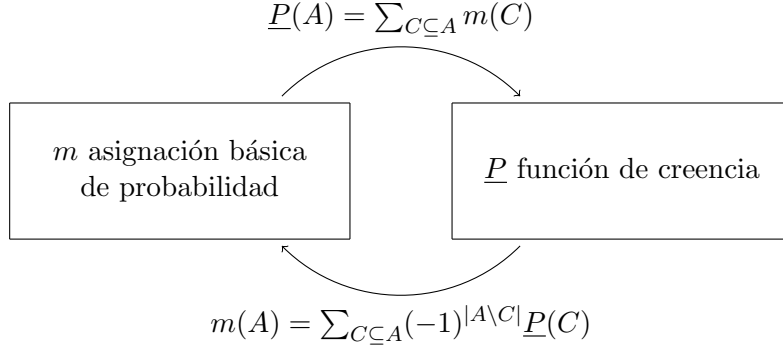 P̲(A) = ∑_{C⊆A} m(C)
m asignación básica
de probabilidad
P̲ función de creencia
m(A) = ∑_{C⊆A}(−1)^{|A\C|}P̲(C)